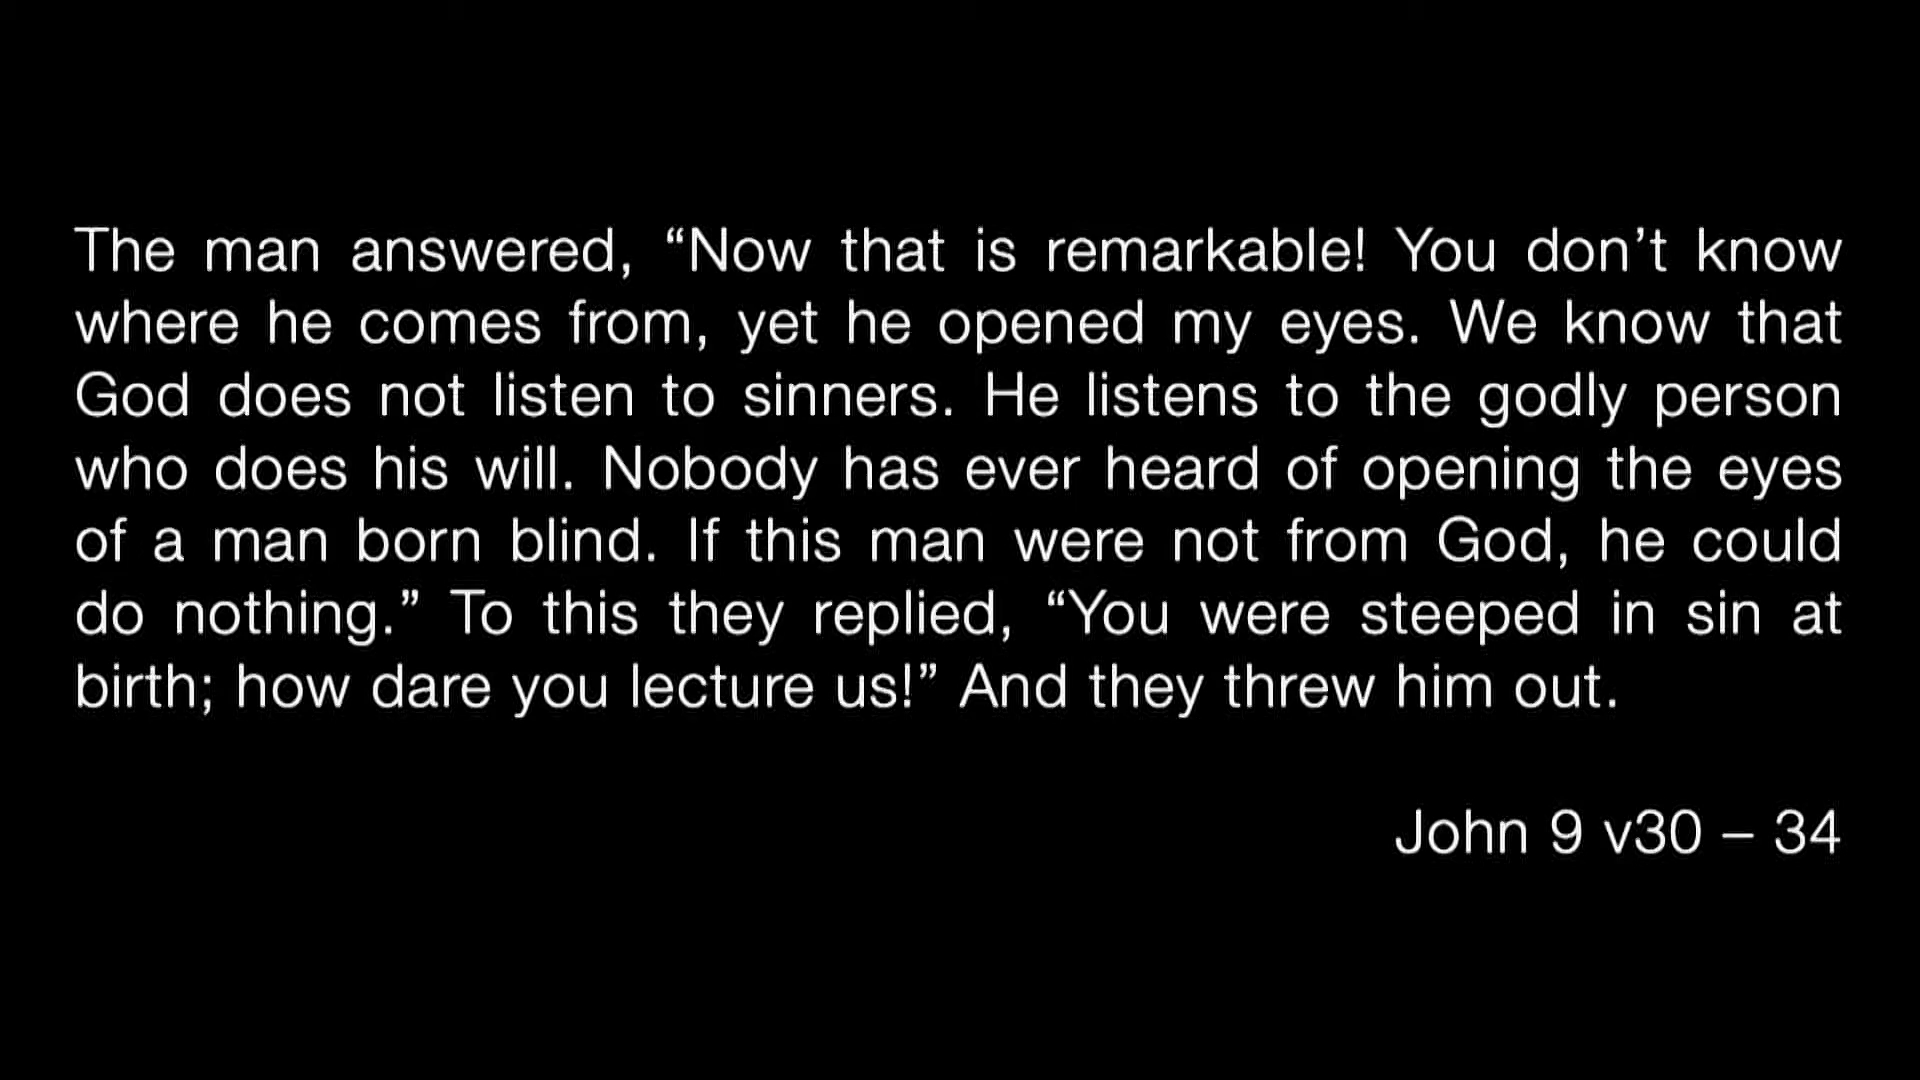 The man answered, “Now that is remarkable! You don’t know
where he comes from, yet he opened my eyes. We know that
God does not listen to sinners. He listens to the godly person
who does his will. Nobody has ever heard of opening the eyes
of a man born blind. If this man were not from God, he could
do nothing.” To this they replied, “You were steeped in sin at
birth; how dare you lecture us!” And they threw him out.
John 9 v30 – 34